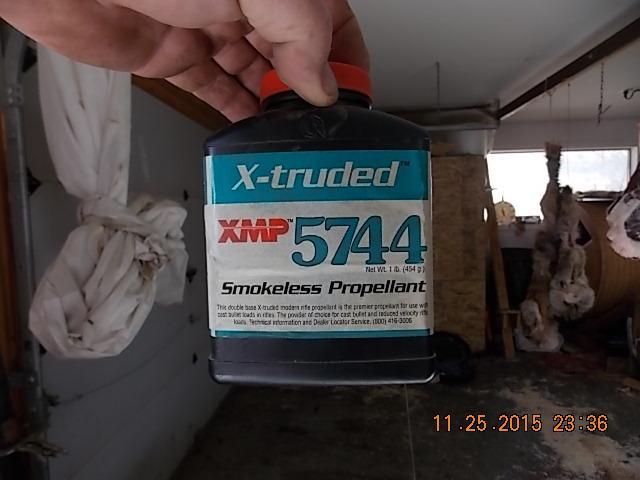 X-truded™
XMP™ 5744
Net Wt. 1 lb. (454 g.)
Smokeless Propellant
This double base X-truded modern rifle propellant is the premier propellant for use with
cast bullet loads in rifles. The powder of choice for cast bullet and reduced velocity rifle
loads. Technical information and Dealer Locator Service, (800) 416-3006
11.25.2015 23:36